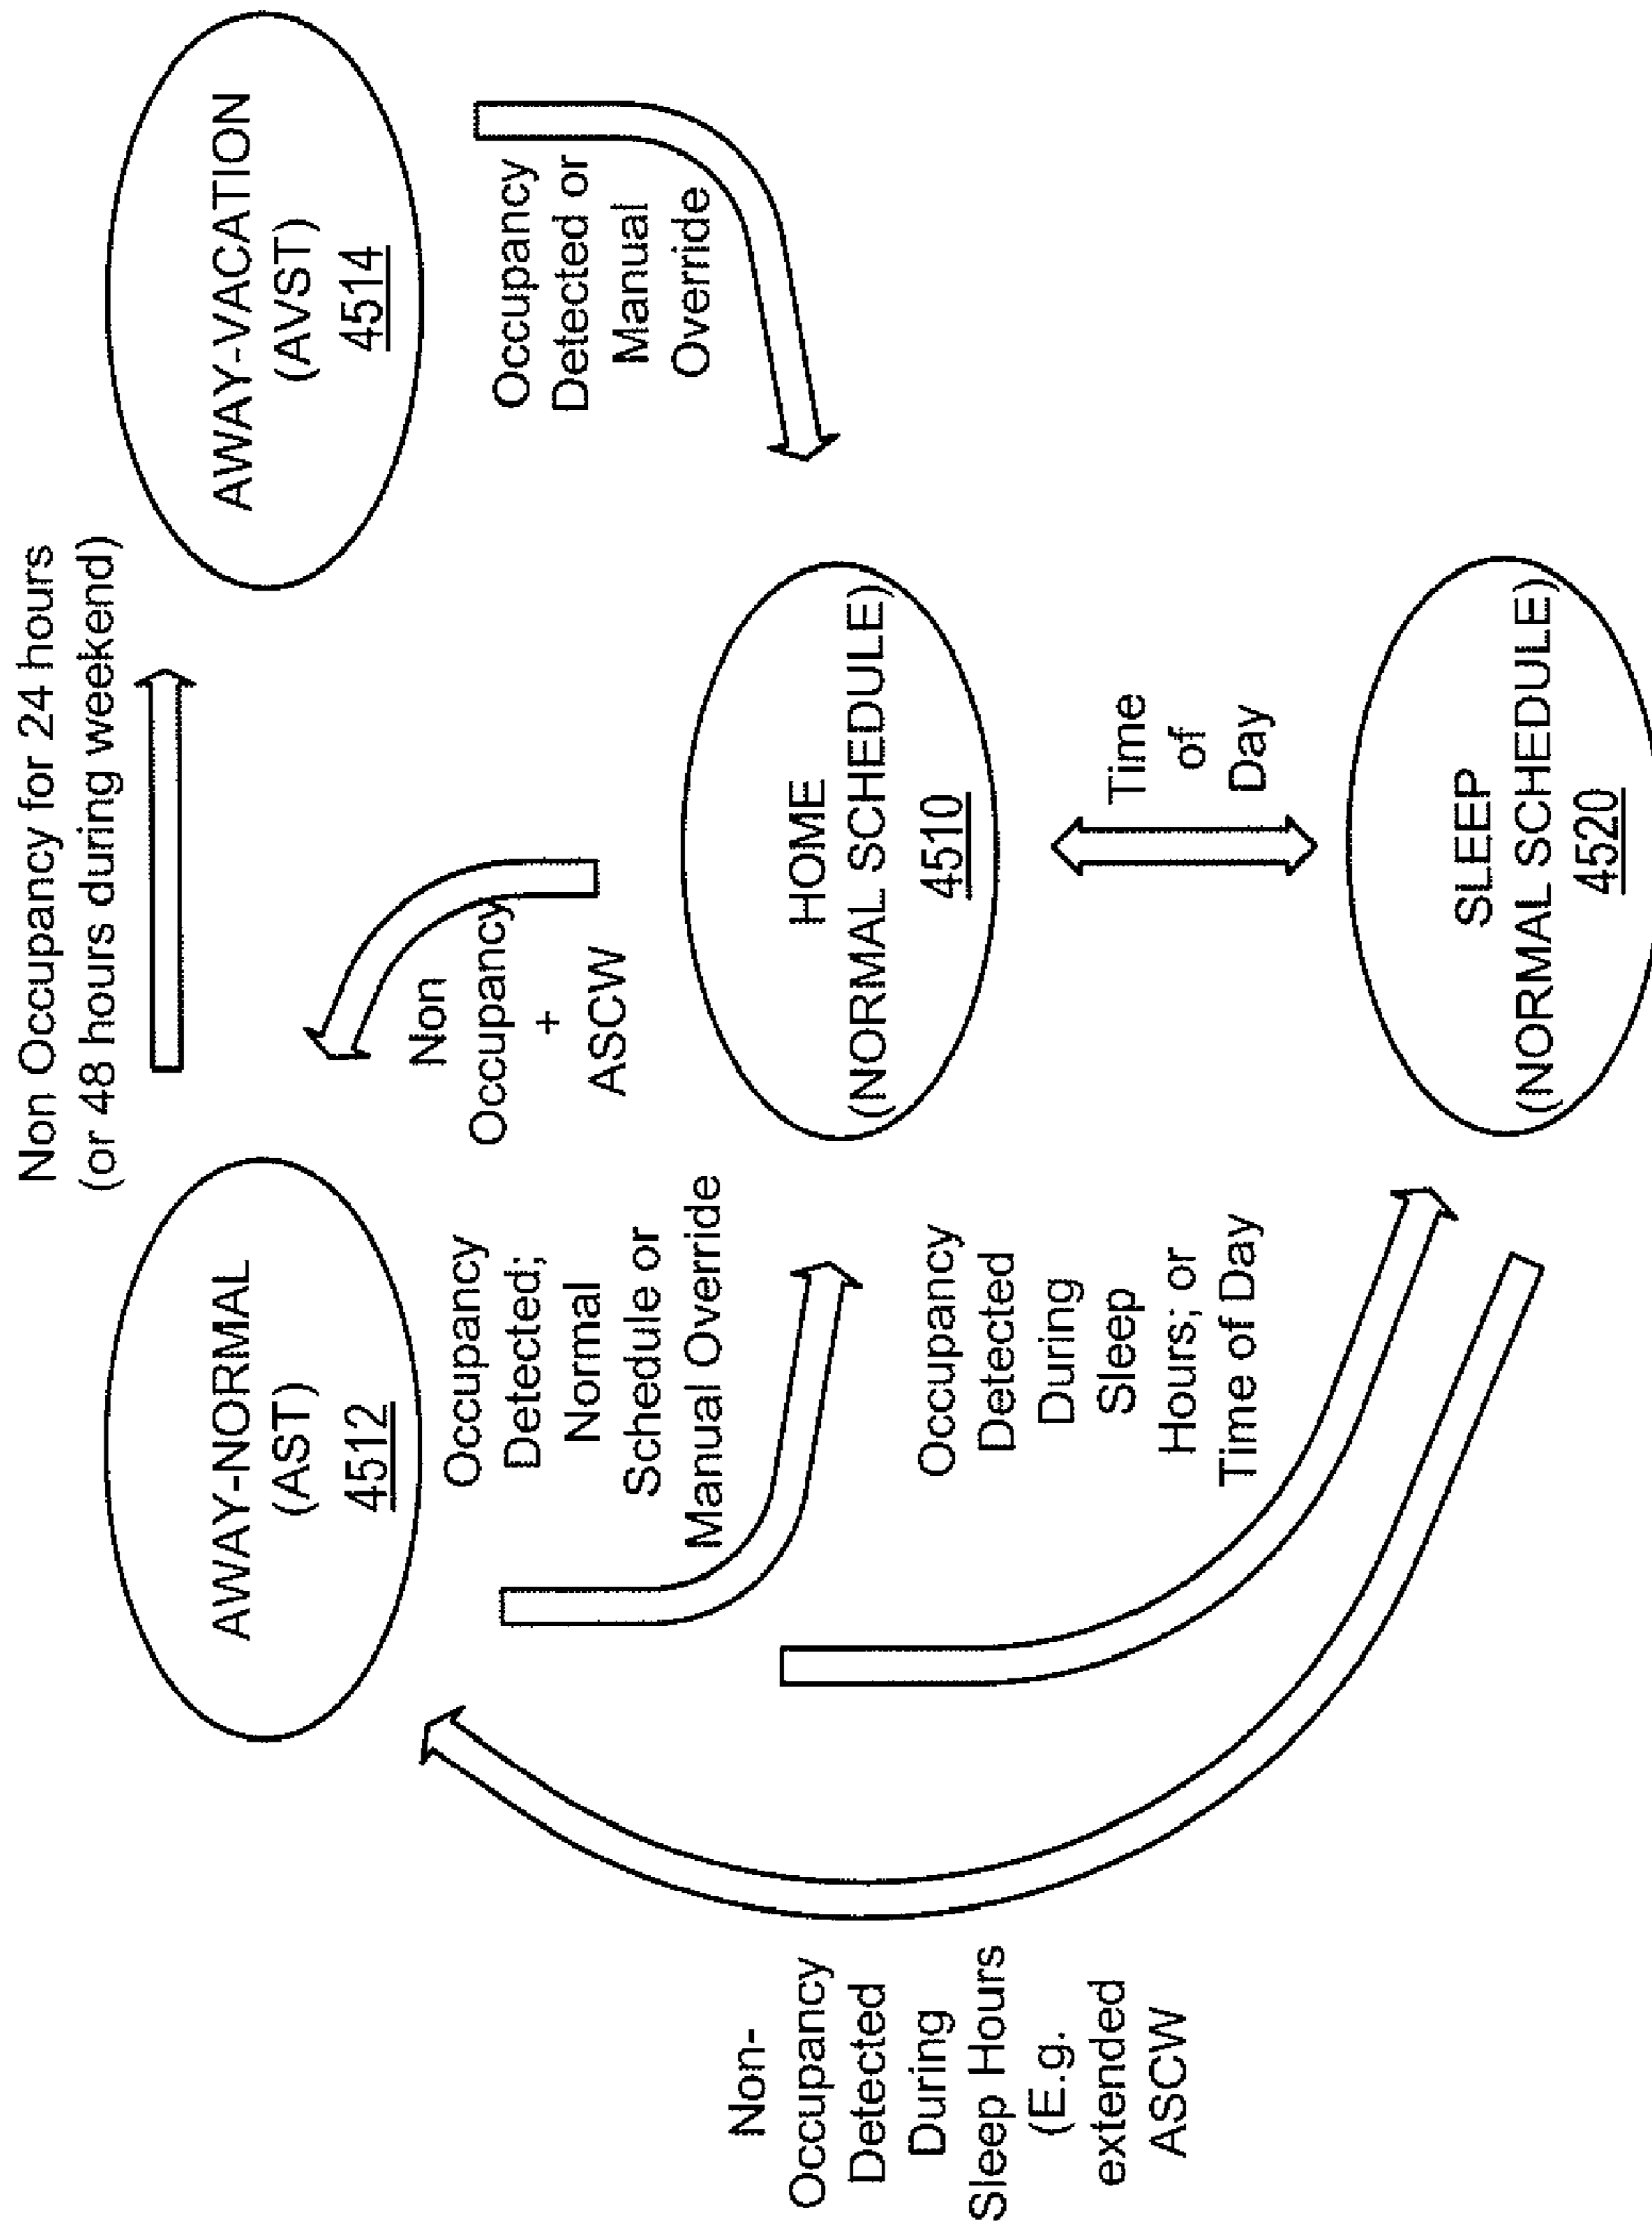 Non Occupancy for 24 hours
(or 48 hours during weekend)
AWAY-NORMAL
(AST)
4512
AWAY-VACATION
(AVST)
4514
Occupancy
Detected;
Normal
Schedule or
Manual Override
Non
Occupancy
+
ASCW
Occupancy
Detected or
Manual
Override
Non-
Occupancy
Detected
During
Sleep Hours
(E.g.
extended
ASCW
HOME
(NORMAL SCHEDULE)
4510
Occupancy
Detected
During
Sleep
Hours; or
Time of Day
Time
of
Day
SLEEP
(NORMAL SCHEDULE)
4520